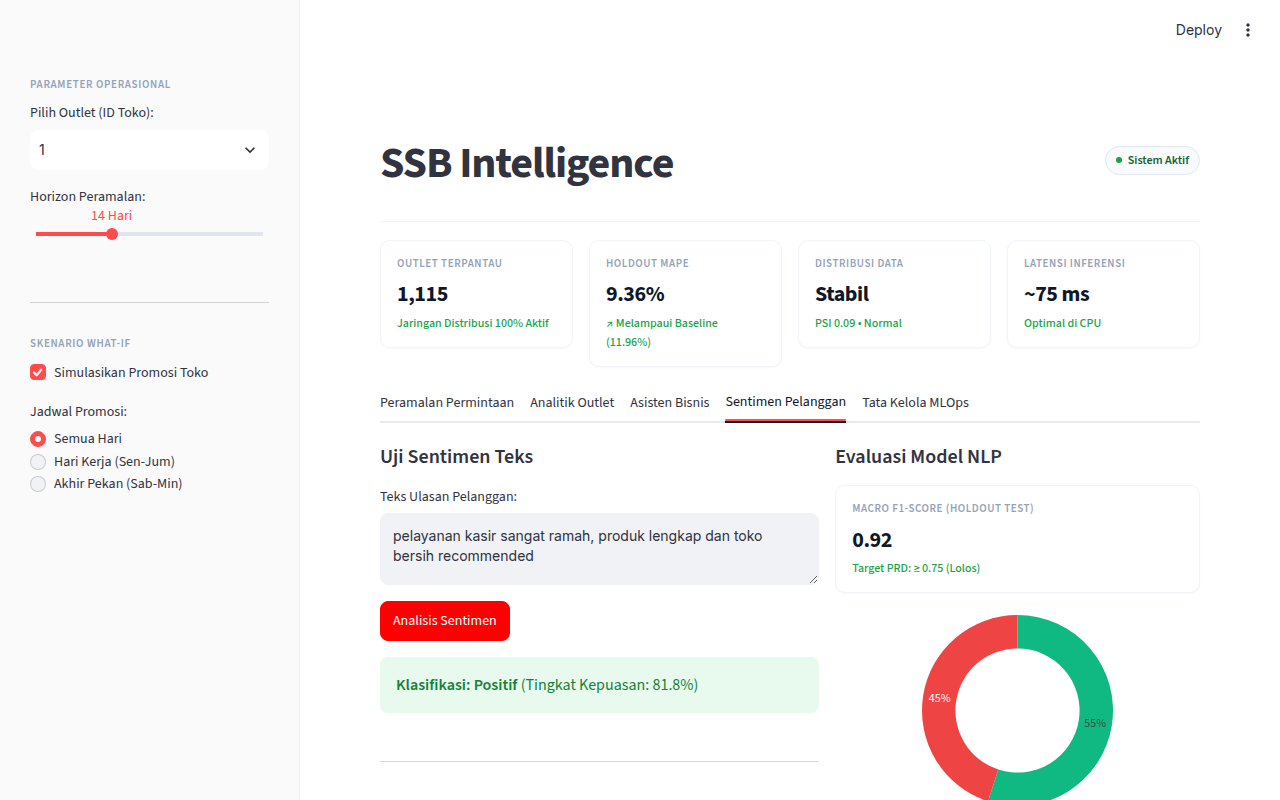 Deploy
PARAMETER OPERASIONAL
Pilih Outlet (ID Toko):
1
Horizon Peramalan:
14 Hari
SKENARIO WHAT-IF
Simulasikan Promosi Toko
Jadwal Promosi:
Semua Hari
Hari Kerja (Sen-Jum)
Akhir Pekan (Sab-Min)
SSB Intelligence
Sistem Aktif
OUTLET TERPANTAU
1,115
Jaringan Distribusi 100% Aktif
HOLDOUT MAPE
9.36%
↗ Melampaui Baseline
(11.96%)
DISTRIBUSI DATA
Stabil
PSI 0.09 • Normal
LATENSI INFERENSI
~75 ms
Optimal di CPU
Peramalan Permintaan
Analitik Outlet
Asisten Bisnis
Sentimen Pelanggan
Tata Kelola MLOps
Uji Sentimen Teks
Teks Ulasan Pelanggan:
pelayanan kasir sangat ramah, produk lengkap dan toko
bersih recommended
Analisis Sentimen
Klasifikasi: Positif (Tingkat Kepuasan: 81.8%)
Evaluasi Model NLP
MACRO F1-SCORE (HOLDOUT TEST)
0.92
Target PRD: ≥ 0.75 (Lolos)
45%
55%